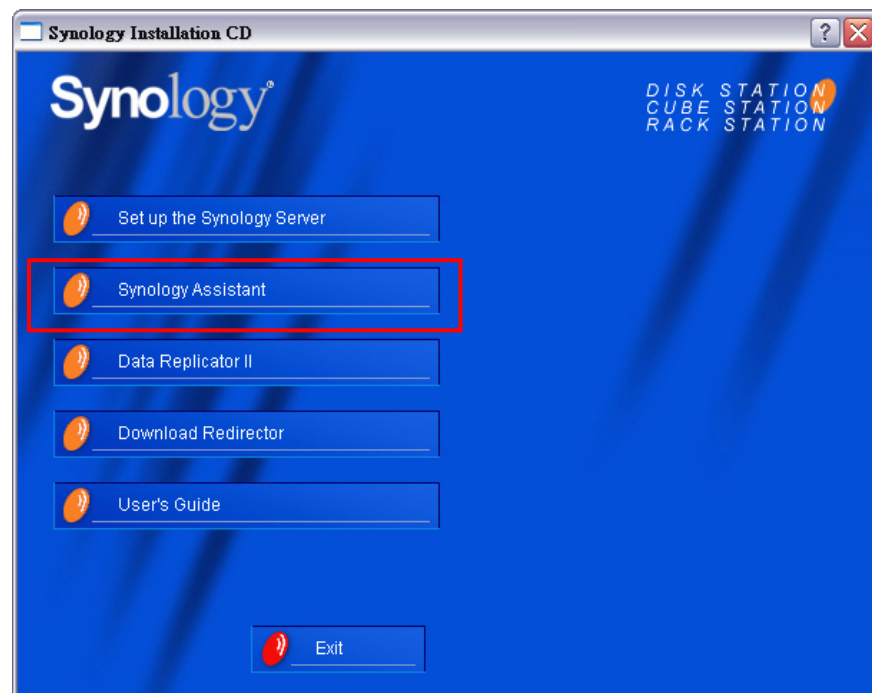 Synology Installation CD
Synology
DISK STATION
CUBE STATION
RACK STATION
Set up the Synology Server
Synology Assistant
Data Replicator II
Download Redirector
User's Guide
Exit